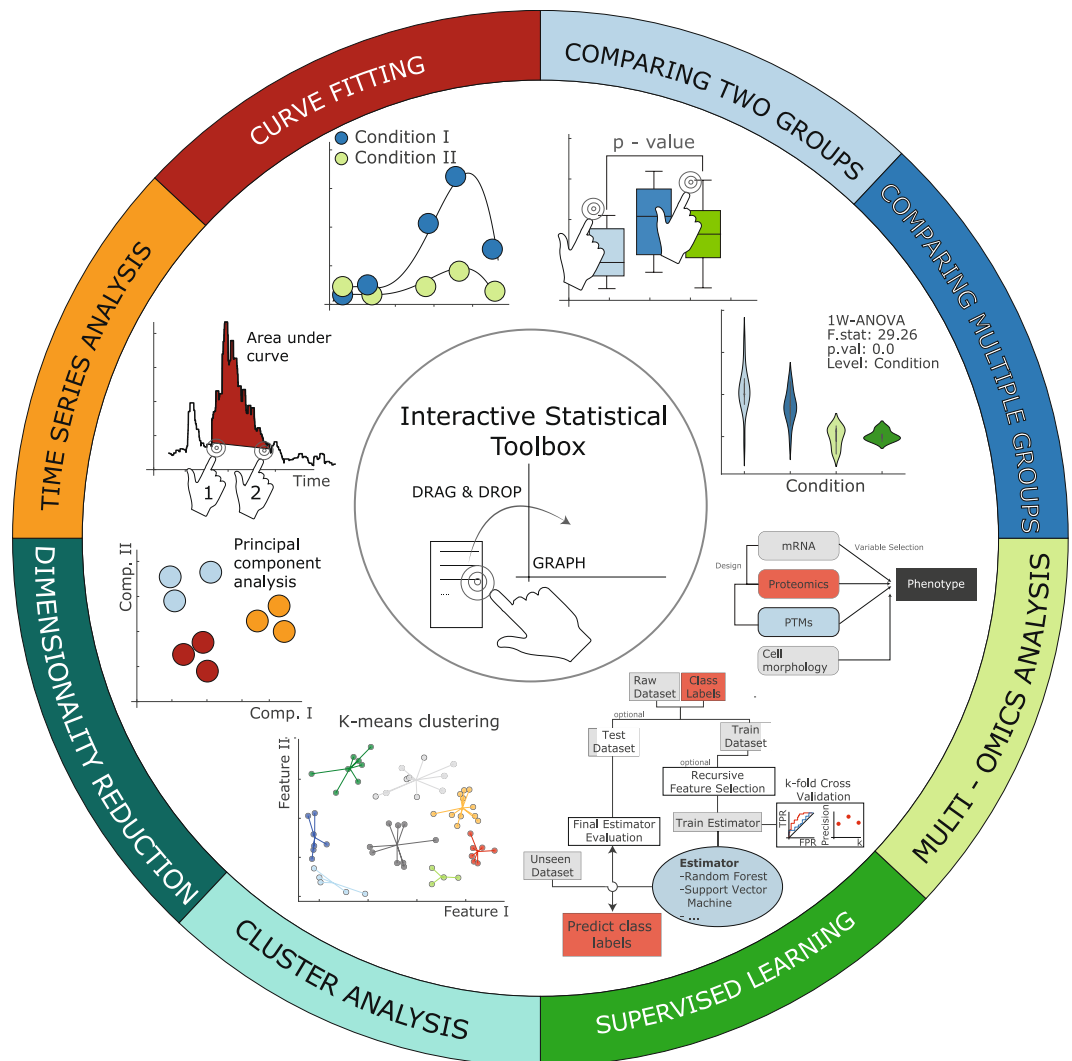 CURVE FITTING
COMPARING TWO GROUPS
COMPARING MULTIPLE GROUPS
MULTI - OMICS ANALYSIS
SUPERVISED LEARNING
CLUSTER ANALYSIS
DIMENSIONALITY REDUCTION
TIME SERIES ANALYSIS
Condition I
Condition II
p - value
1W-ANOVA
F.stat: 29.26
p.val: 0.0
Level: Condition
Condition
Area under
curve
1
2
Time
Interactive Statistical
Toolbox
DRAG & DROP
....
GRAPH
mRNA
Variable Selection
Design
Proteomics
Phenotype
PTMs
Cell
morphology
Comp. II
Principal
component
analysis
Comp. I
K-means clustering
Feature II
Feature I
Raw
Dataset
Class
Labels
optional
Test
Dataset
Train
Dataset
optional
Recursive
Feature Selection
k-fold Cross
Validation
TPR
FPR
Precision
k
Final Estimator
Evaluation
Train Estimator
Unseen
Dataset
Estimator
-Random Forest
-Support Vector
Machine
- ...
Predict class
labels